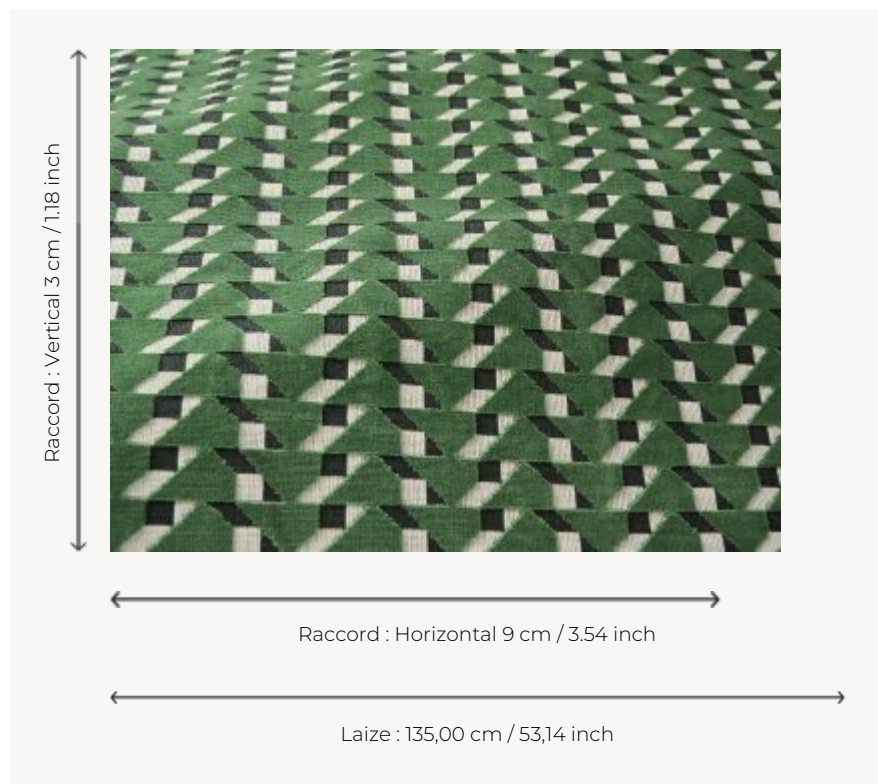 Raccord : Vertical 3 cm / 1.18 inch
Raccord : Horizontal 9 cm / 3.54 inch
Laize : 135,00 cm / 53,14 inch